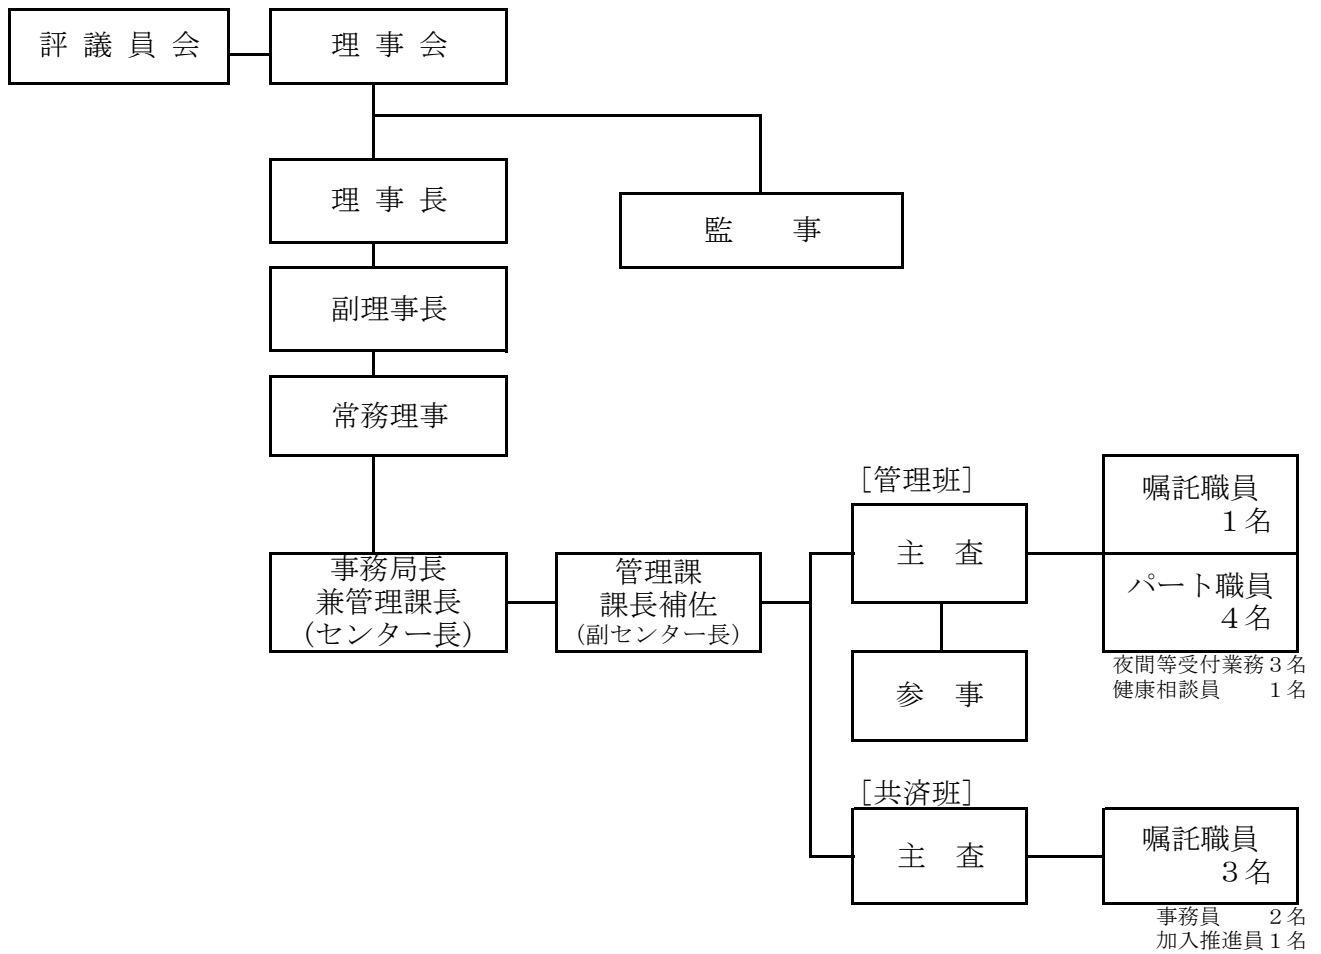 評 議 員 会
理 事 会
理 事 長
監　　事
副理事長
常務理事
事務局長
兼管理課長
（センター長）
管理課
課長補佐
（副センター長）
［管理班］
主　査
参　事
嘱託職員
１名
パート職員
４名
夜間等受付業務３名
健康相談員　　１名
［共済班］
主　査
嘱託職員
３名
事務員　　２名
加入推進員１名